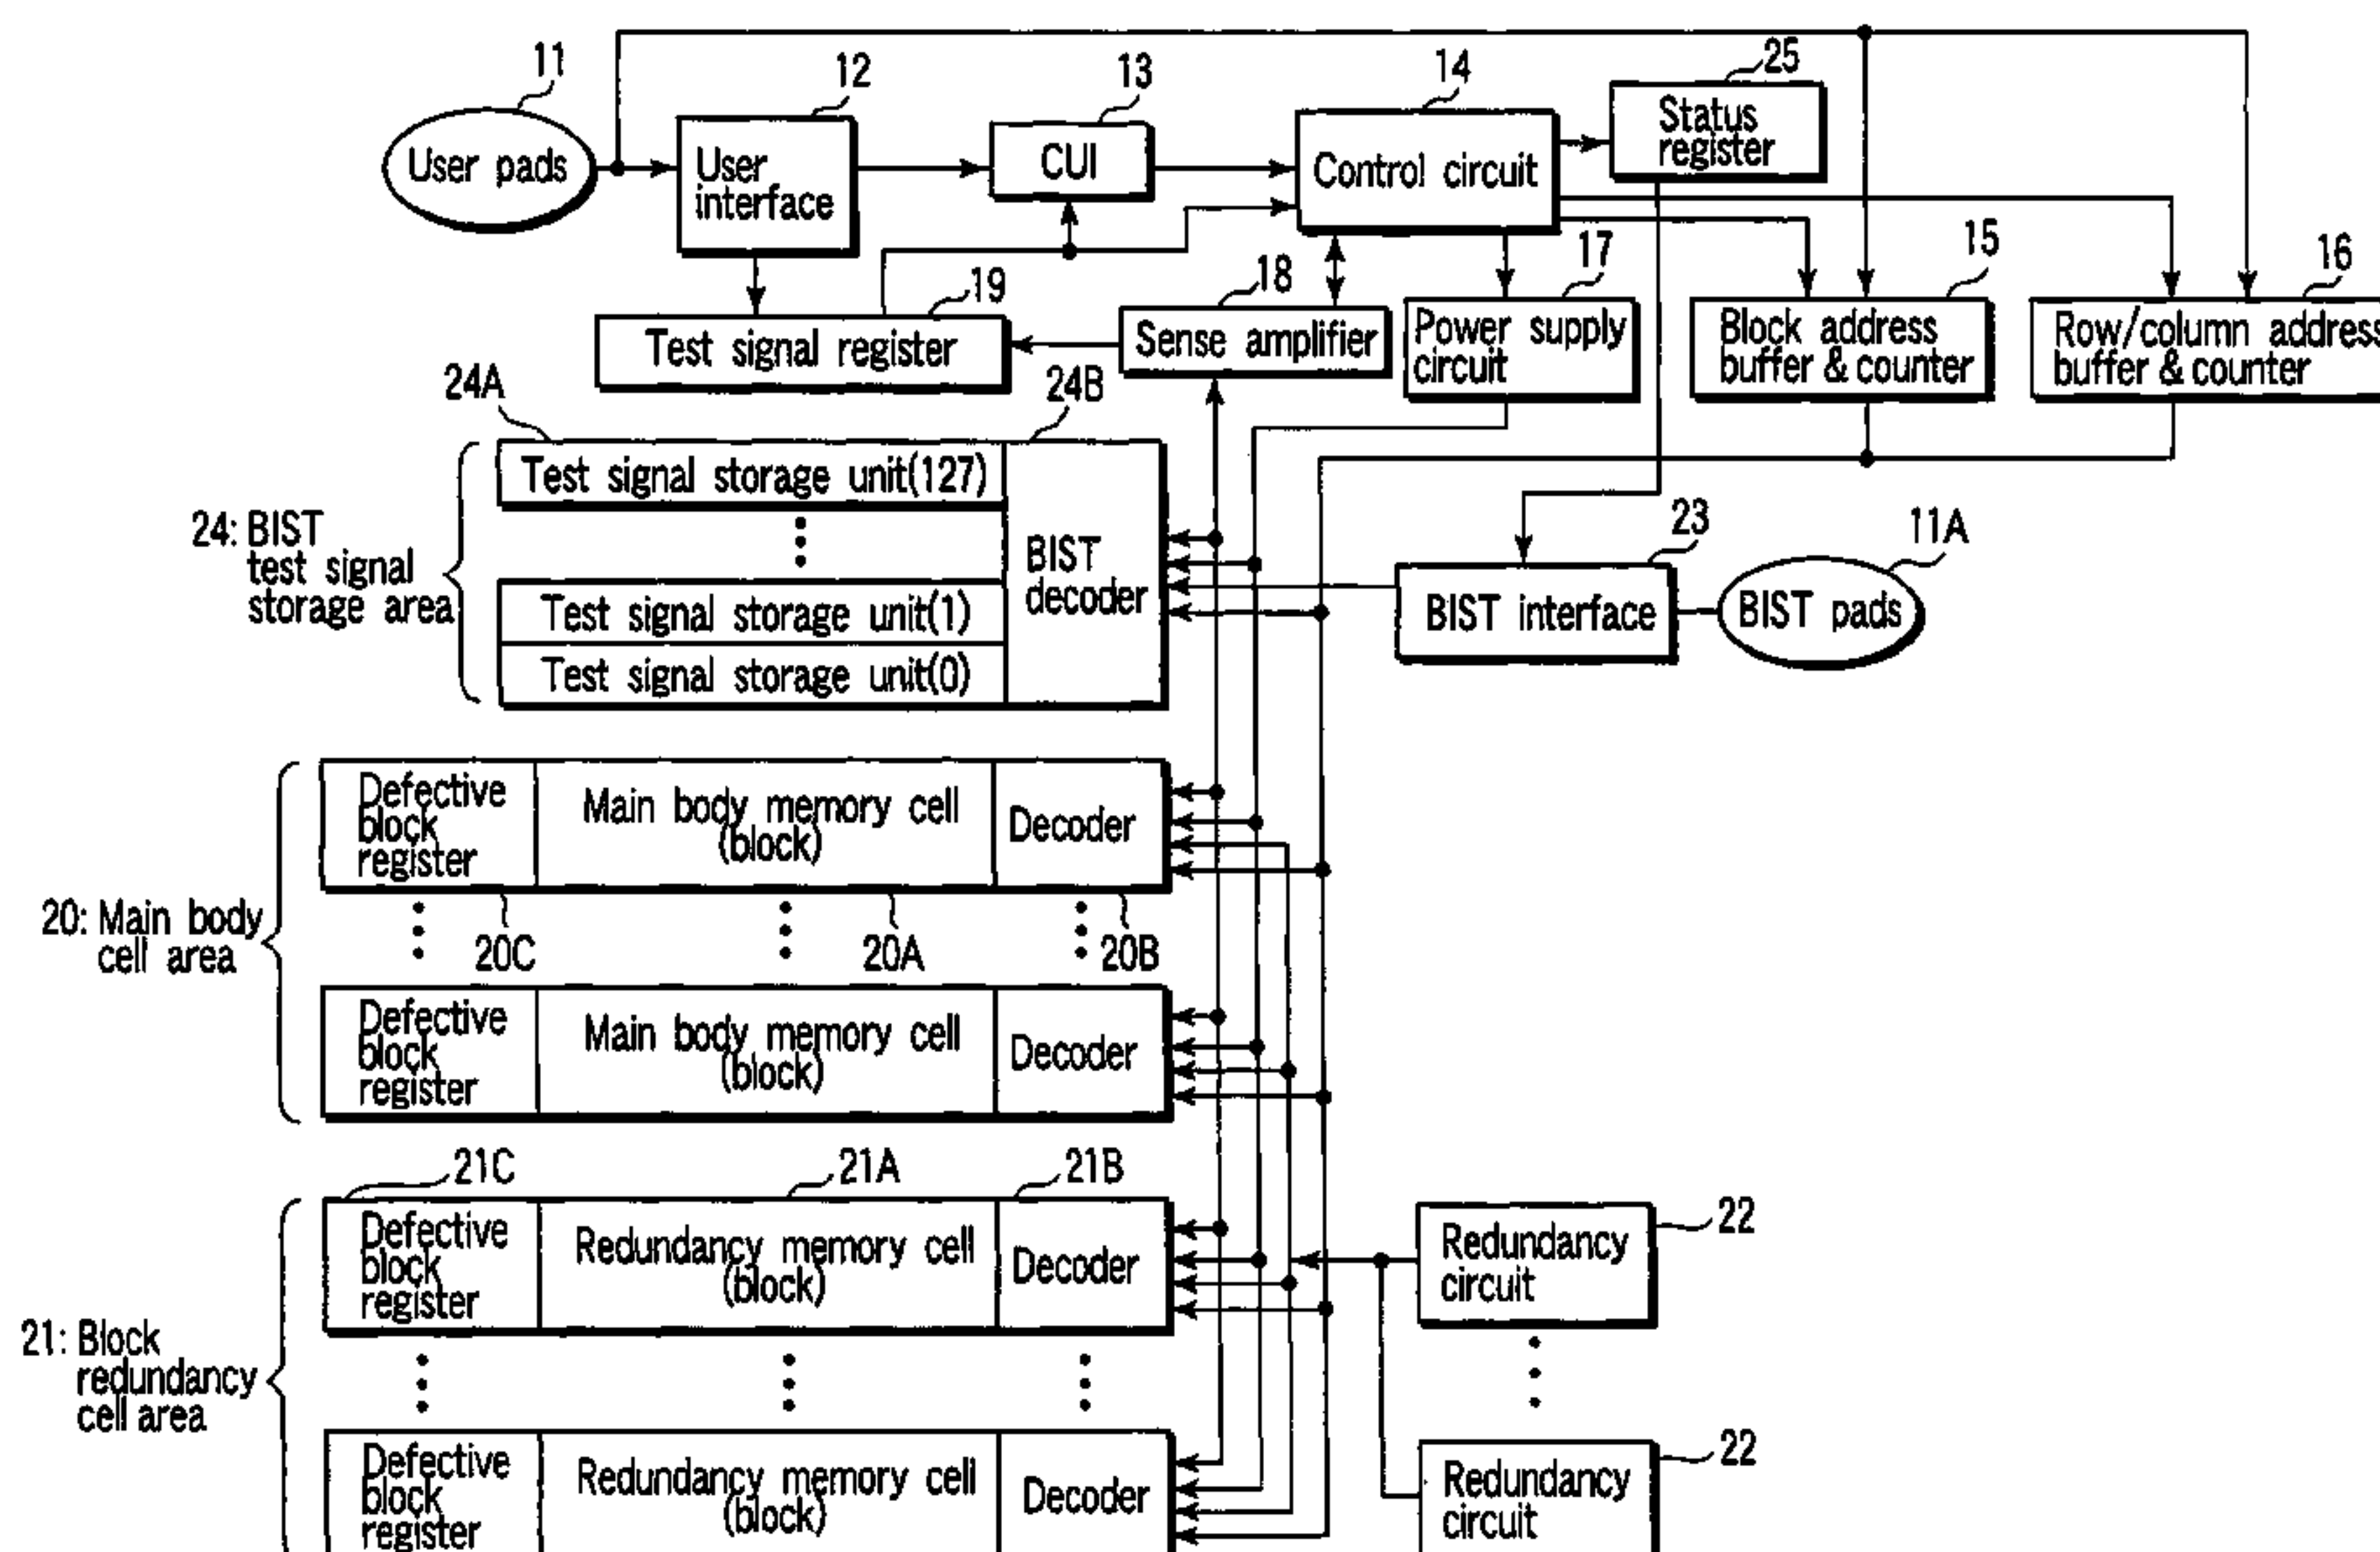 11
User pads
12
User
interface
13
CUI
14
Control circuit
25
Status
register
19
Test signal register
18
Sense amplifier
17
Power supply
circuit
15
Block address
buffer & counter
16
Row/column address
buffer & counter
24A
24B
24: BIST
test signal
storage area
Test signal storage unit(127)
Test signal storage unit(1)
Test signal storage unit(0)
BIST
decoder
23
BIST interface
11A
BIST pads
20: Main body
cell area
Defective
block
register
Main body memory cell
(block)
Decoder
20C
20A
20B
Defective
block
register
Main body memory cell
(block)
Decoder
21: Block
redundancy
cell area
21C
21A
21B
Defective
block
register
Redundancy memory cell
(block)
Decoder
Redundancy
circuit
22
Defective
block
register
Redundancy memory cell
(block)
Decoder
Redundancy
circuit
22